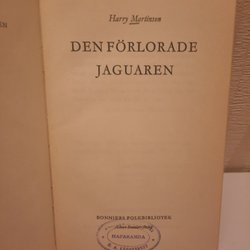 Harry Martinson
DEN FÖRLORADE
JAGUAREN
BONNIERS FOLKBIBLIOTEK
HAPARANDA